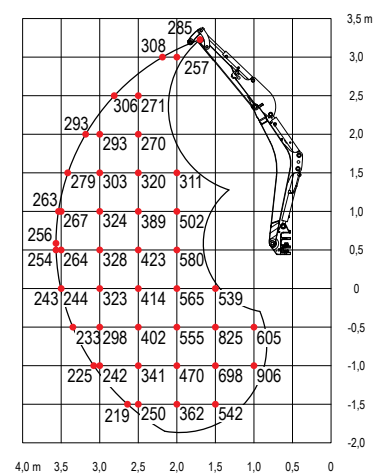 285 3,5 m
308 257 3,0
306 271 2,5
293 293 270 2,0
279 303 320 311 1,5
263 267 324 389 502 1,0
256
254 264 328 423 580 0,5
243 244 323 414 565 539 0
233 298 402 555 825 605 -0,5
225 242 341 470 698 906 -1,0
219 250 362 542 -1,5
-2,0
4,0 m 3,5 3,0 2,5 2,0 1,5 1,0 0,5 0